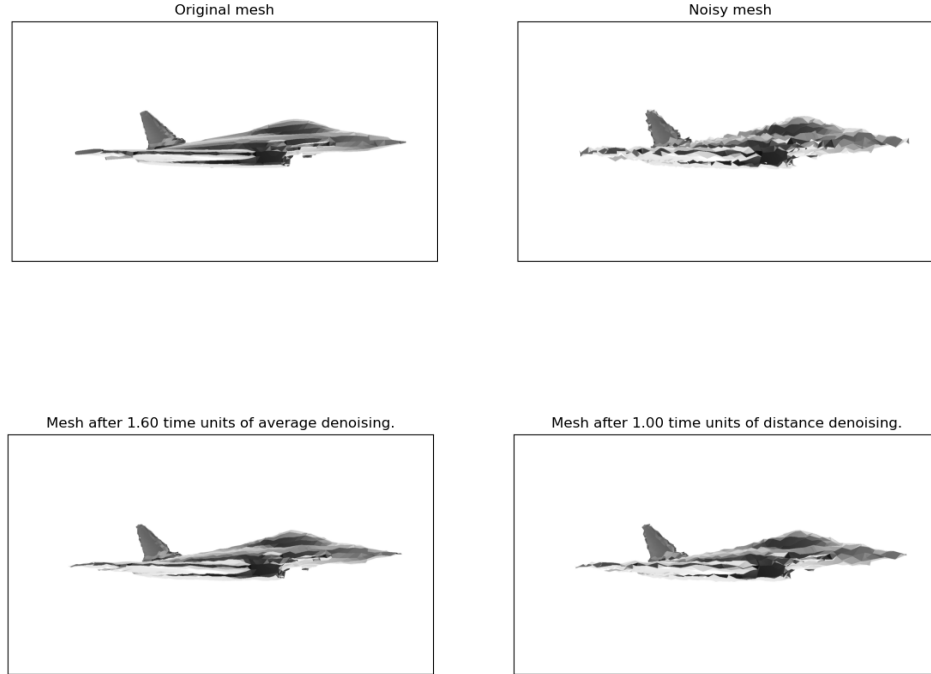 Original mesh
Noisy mesh
Mesh after 1.60 time units of average denoising.
Mesh after 1.00 time units of distance denoising.